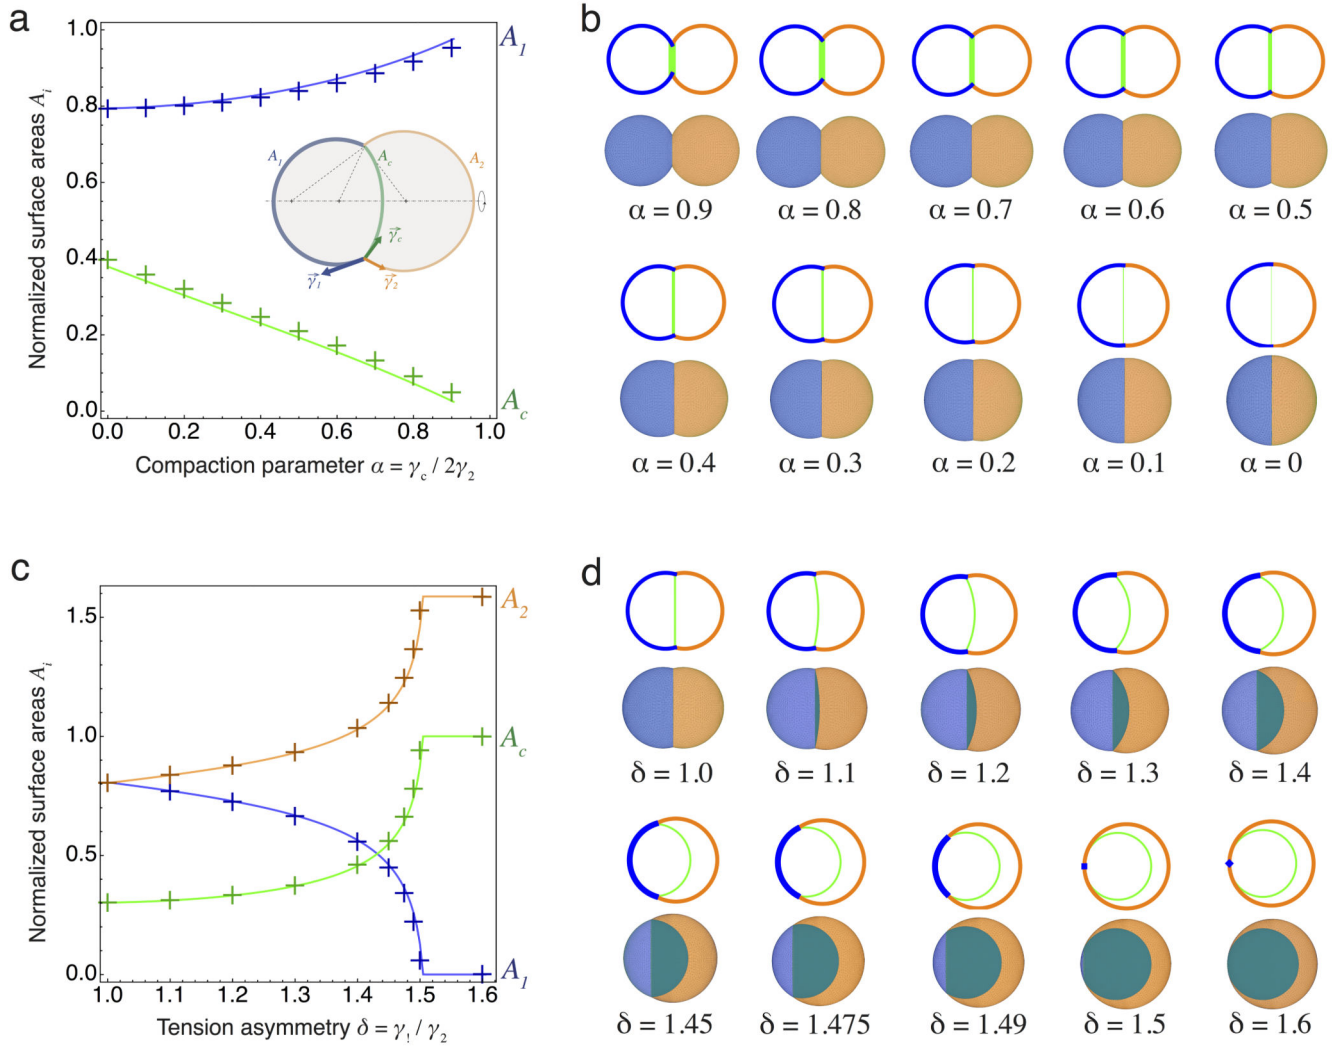 a
Normalized surface areas A_i
1.0
0.8
0.6
0.4
0.2
0.0
0.0 0.2 0.4 0.6 0.8 1.0
Compaction parameter α = γ_c / 2γ_2
A_1
A_c
A_1 A_c A_2
γ⃗_c
γ⃗_1 γ⃗_2
b
α = 0.9 α = 0.8 α = 0.7 α = 0.6 α = 0.5
α = 0.4 α = 0.3 α = 0.2 α = 0.1 α = 0
c
Normalized surface areas A_i
1.5
1.0
0.5
0.0
1.0 1.1 1.2 1.3 1.4 1.5 1.6
Tension asymmetry δ = γ_! / γ_2
A_2
A_c
A_1
d
δ = 1.0 δ = 1.1 δ = 1.2 δ = 1.3 δ = 1.4
δ = 1.45 δ = 1.475 δ = 1.49 δ = 1.5 δ = 1.6